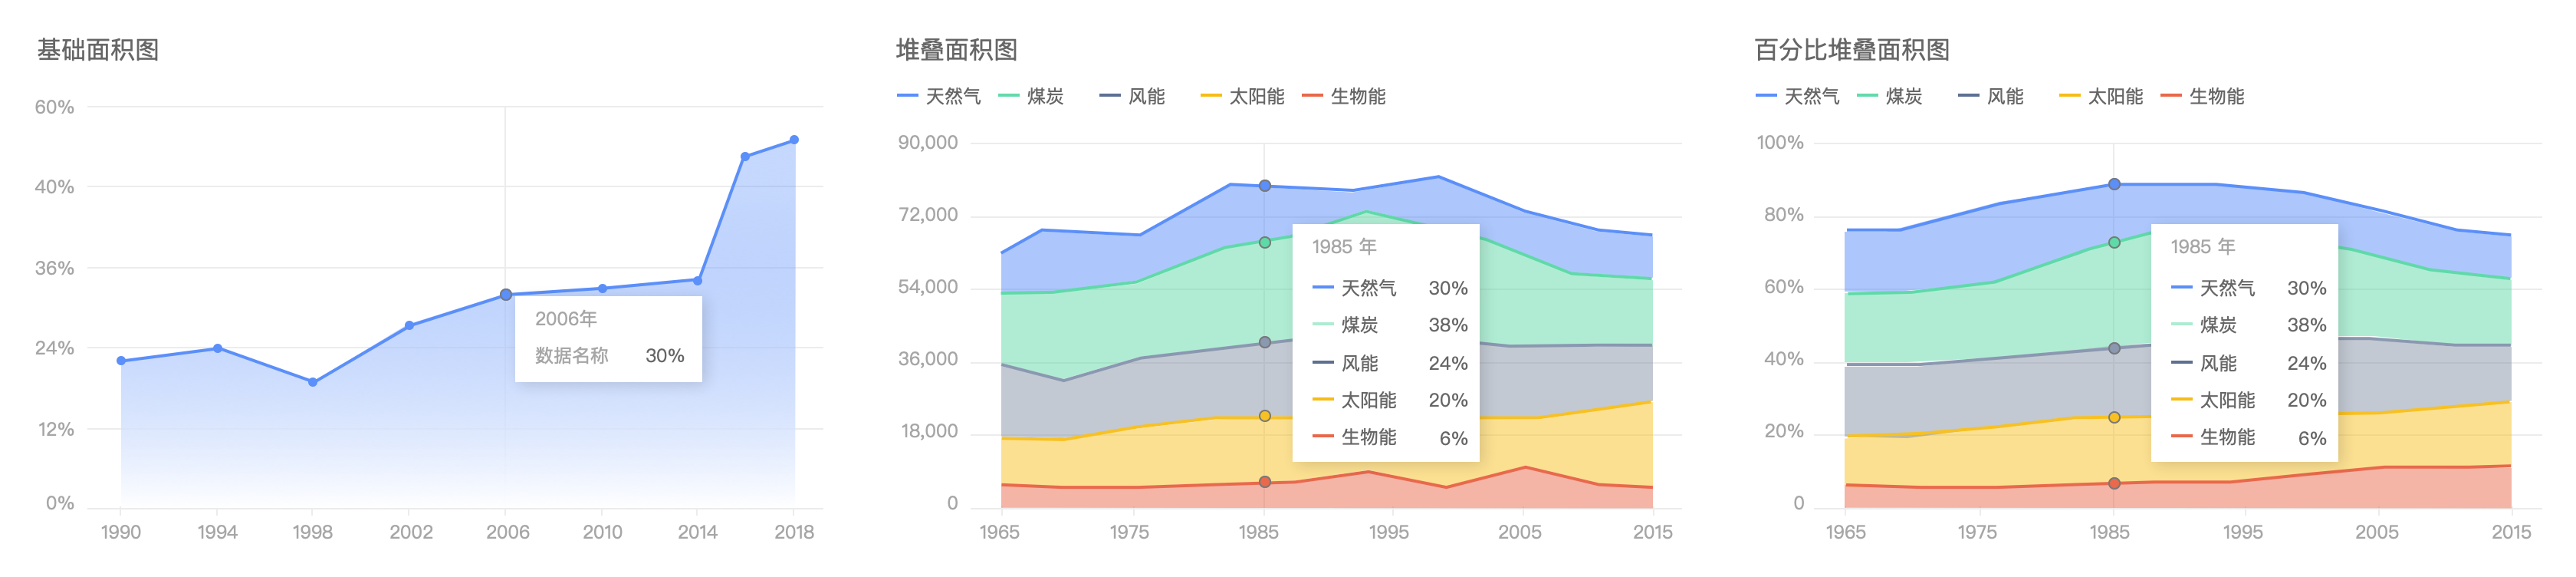 基础面积图
60%
40%
36%
24%
12%
0%
1990 1994 1998 2002 2006 2010 2014 2018
2006年
数据名称 30%
堆叠面积图
天然气 煤炭 风能 太阳能 生物能
90,000
72,000
54,000
36,000
18,000
0
1965 1975 1985 1995 2005 2015
1985 年
天然气 30%
煤炭 38%
风能 24%
太阳能 20%
生物能 6%
百分比堆叠面积图
天然气 煤炭 风能 太阳能 生物能
100%
80%
60%
40%
20%
0
1965 1975 1985 1995 2005 2015
1985 年
天然气 30%
煤炭 38%
风能 24%
太阳能 20%
生物能 6%